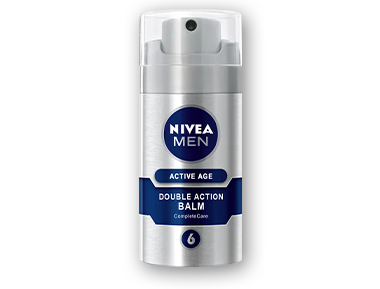 NIVEA
MEN
ACTIVE AGE
DOUBLE ACTION
BALM
Complete Care
6